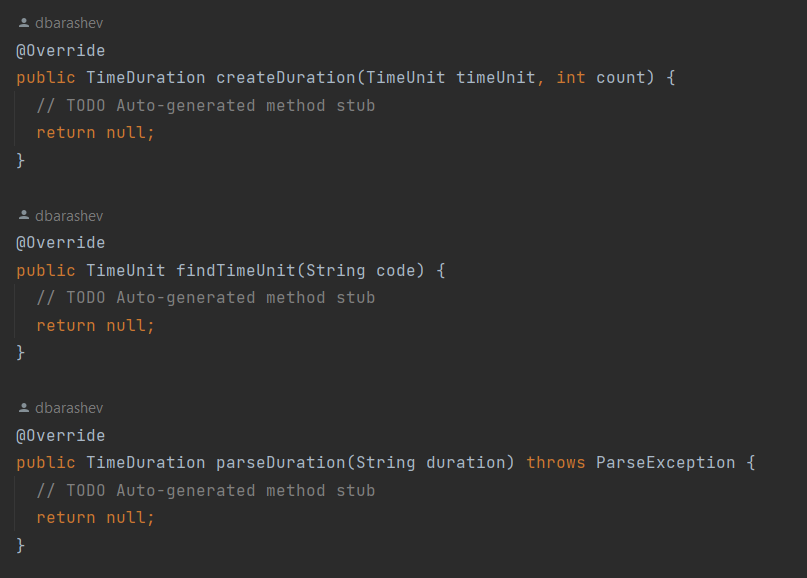 dbarashev
@Override
public TimeDuration createDuration(TimeUnit timeUnit, int count) {
// TODO Auto-generated method stub
return null;
}
dbarashev
@Override
public TimeUnit findTimeUnit(String code) {
// TODO Auto-generated method stub
return null;
}
dbarashev
@Override
public TimeDuration parseDuration(String duration) throws ParseException {
// TODO Auto-generated method stub
return null;
}